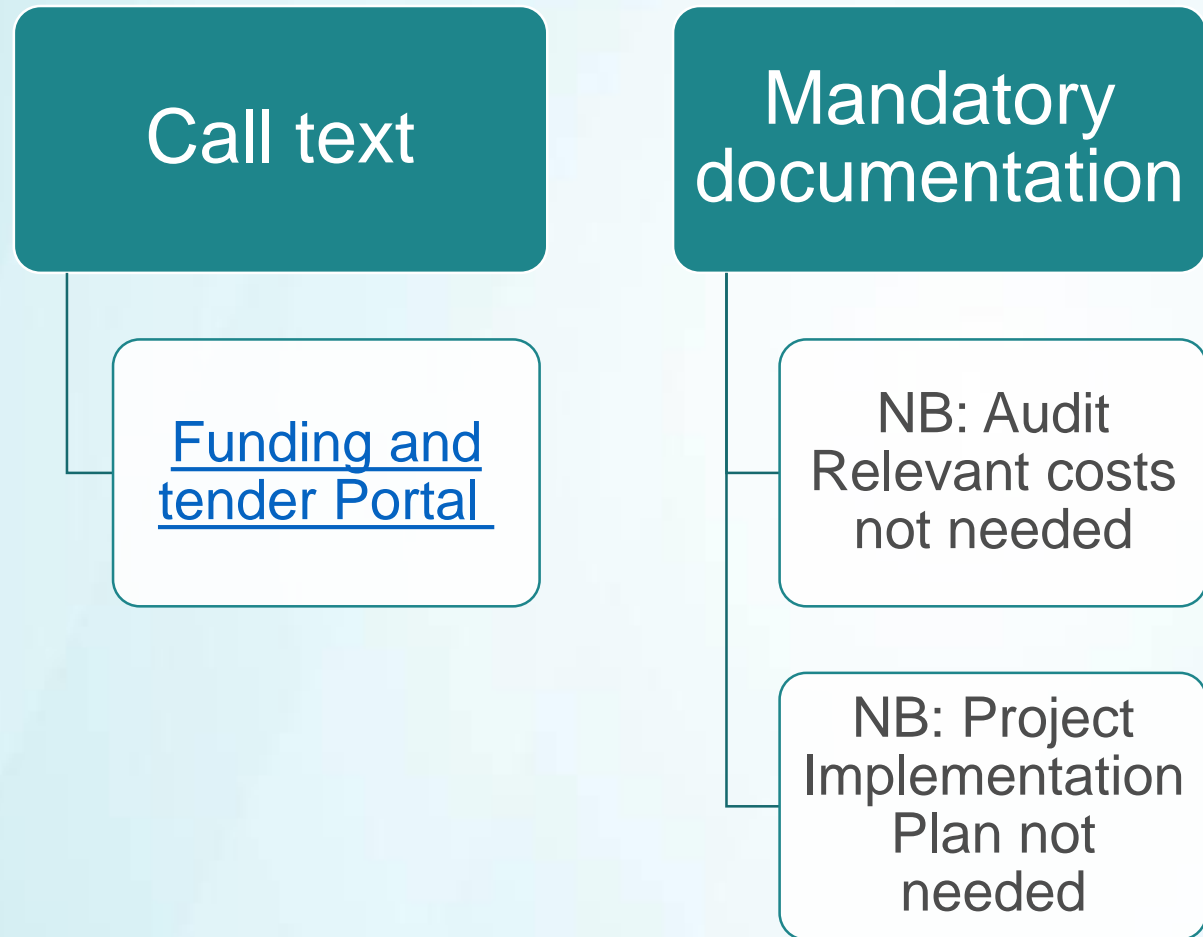 Call text
Funding and
tender Portal
Mandatory
documentation
NB: Audit
Relevant costs
not needed
NB: Project
Implementation
Plan not
needed